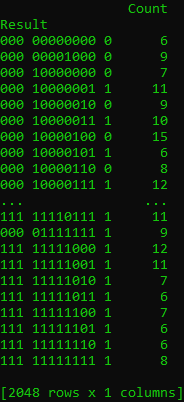 Count
Result
000 00000000 0 6
000 00001000 0 9
000 10000000 0 7
000 10000001 1 11
000 10000010 0 9
000 10000011 1 10
000 10000100 0 15
000 10000101 1 6
000 10000110 0 8
000 10000111 1 12
... ...
111 11110111 1 11
000 01111111 1 9
111 11111000 1 12
111 11111001 1 11
111 11111010 1 7
111 11111011 1 6
111 11111100 1 7
111 11111101 1 6
111 11111110 1 6
111 11111111 1 8
[2048 rows x 1 columns]